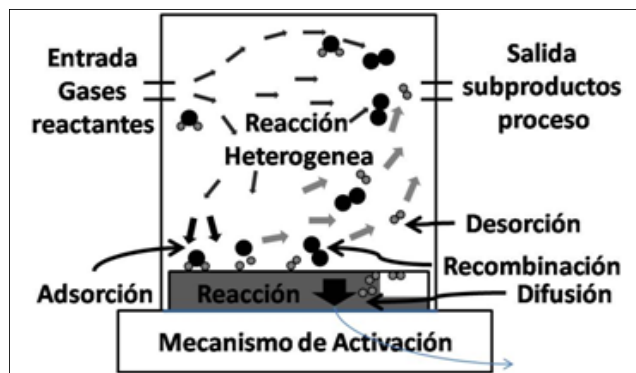 Entrada
Gases
reactantes
Salida
subproductos
proceso
Reacción
Heterogenea
Desorción
Recombinación
Adsorción
Reacción
Difusión
Mecanismo de Activación